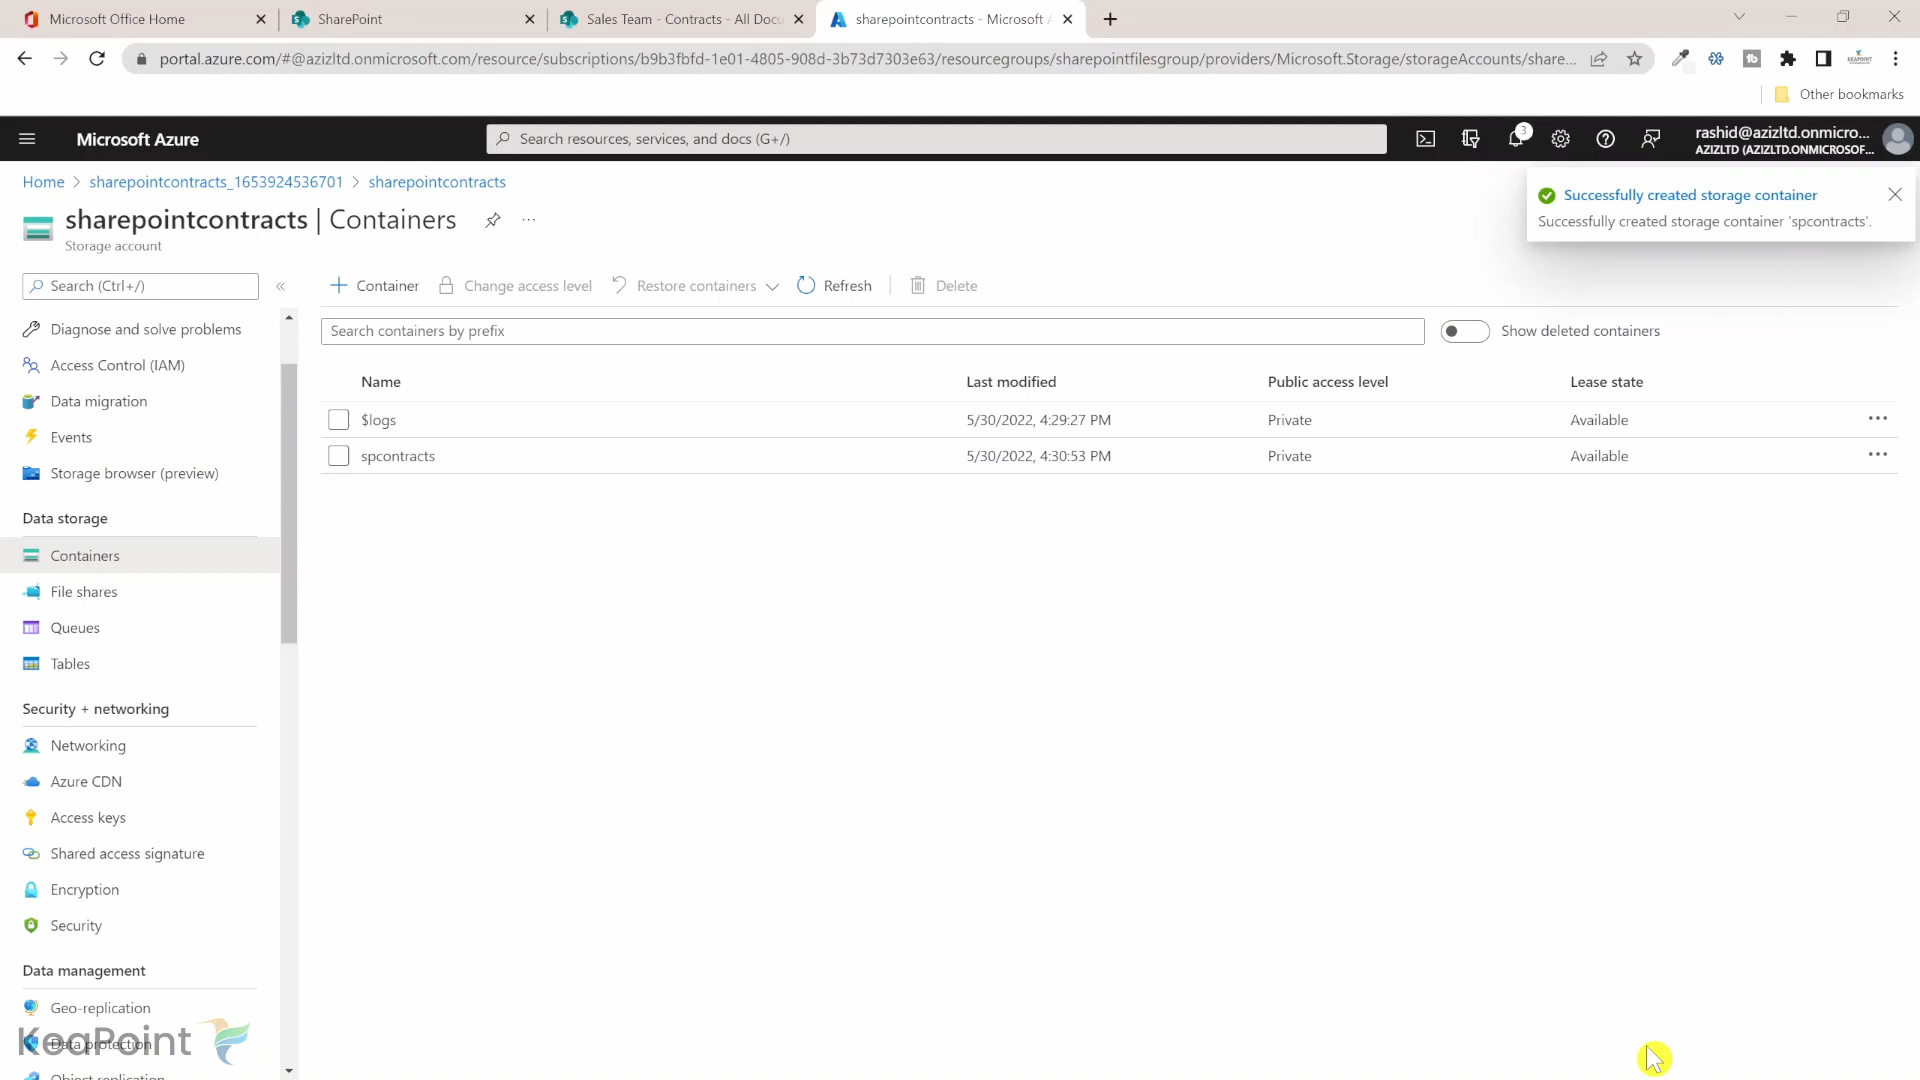 Microsoft Office Home
SharePoint
Sales Team - Contracts - All Docu
sharepointcontracts - Microsoft A
portal.azure.com/#@azizltd.onmicrosoft.com/resource/subscriptions/b9b3fbfd-1e01-4805-908d-3b73d7303e63/resourcegroups/sharepointfilesgroup/providers/Microsoft.Storage/storageAccounts/share...
Other bookmarks
Microsoft Azure
Search resources, services, and docs (G+/)
3
rashid@azizltd.onmicro...
AZIZLTD (AZIZLTD.ONMICROSOF...
Home > sharepointcontracts_1653924536701 > sharepointcontracts
Successfully created storage container
Successfully created storage container 'spcontracts'.
sharepointcontracts | Containers
Storage account
Search (Ctrl+/)
Container
Change access level
Restore containers
Refresh
Delete
Search containers by prefix
Show deleted containers
Name Last modified Public access level Lease state
$logs 5/30/2022, 4:29:27 PM Private Available
spcontracts 5/30/2022, 4:30:53 PM Private Available
Diagnose and solve problems
Access Control (IAM)
Data migration
Events
Storage browser (preview)
Data storage
Containers
File shares
Queues
Tables
Security + networking
Networking
Azure CDN
Access keys
Shared access signature
Encryption
Security
Data management
Geo-replication
Data protection
KeaPoint
Object replication